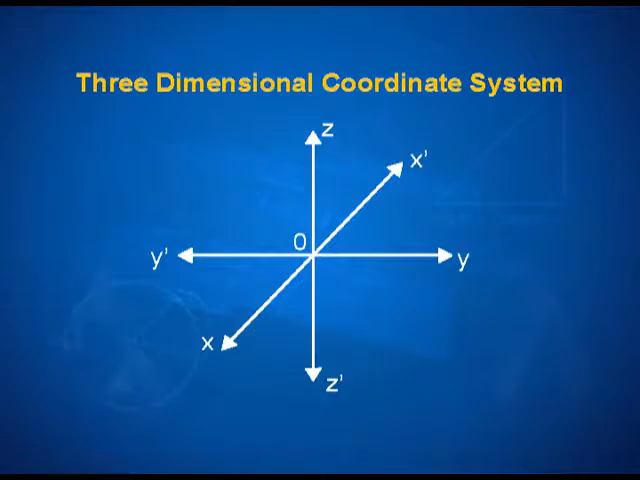 Three Dimensional Coordinate System
z
x'
0
y'
y
x
z'